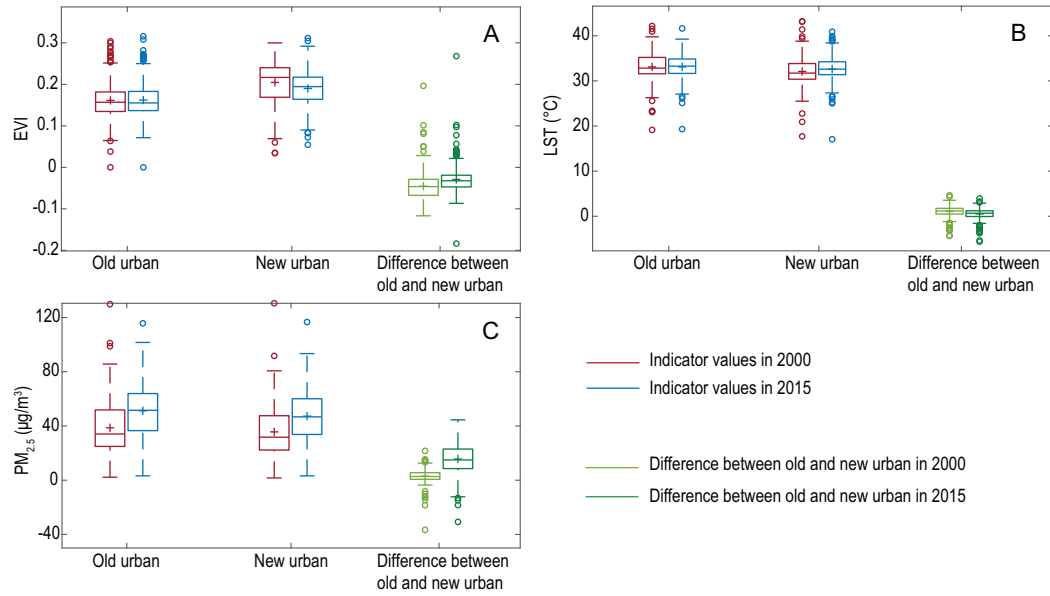 A
0.3
0.2
0.1
0
-0.1
-0.2
EVI
Old urban
New urban
Difference between
old and new urban
B
40
30
20
10
0
LST (°C)
Old urban
New urban
Difference between
old and new urban
C
120
80
40
0
-40
PM2.5 (µg/m³)
Old urban
New urban
Difference between
old and new urban
Indicator values in 2000
Indicator values in 2015
Difference between old and new urban in 2000
Difference between old and new urban in 2015